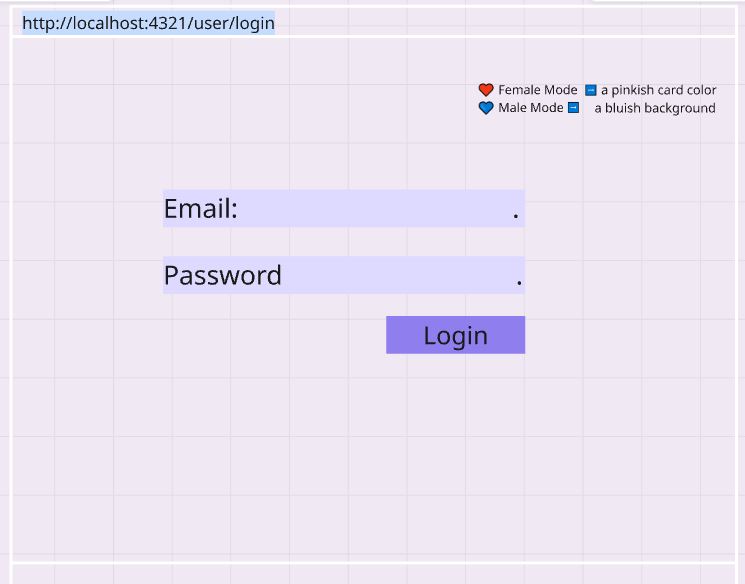 http://localhost:4321/user/login
❤️ Female Mode ➡️ a pinkish card color
💙 Male Mode ➡️ a bluish background
Email: .
Password .
Login